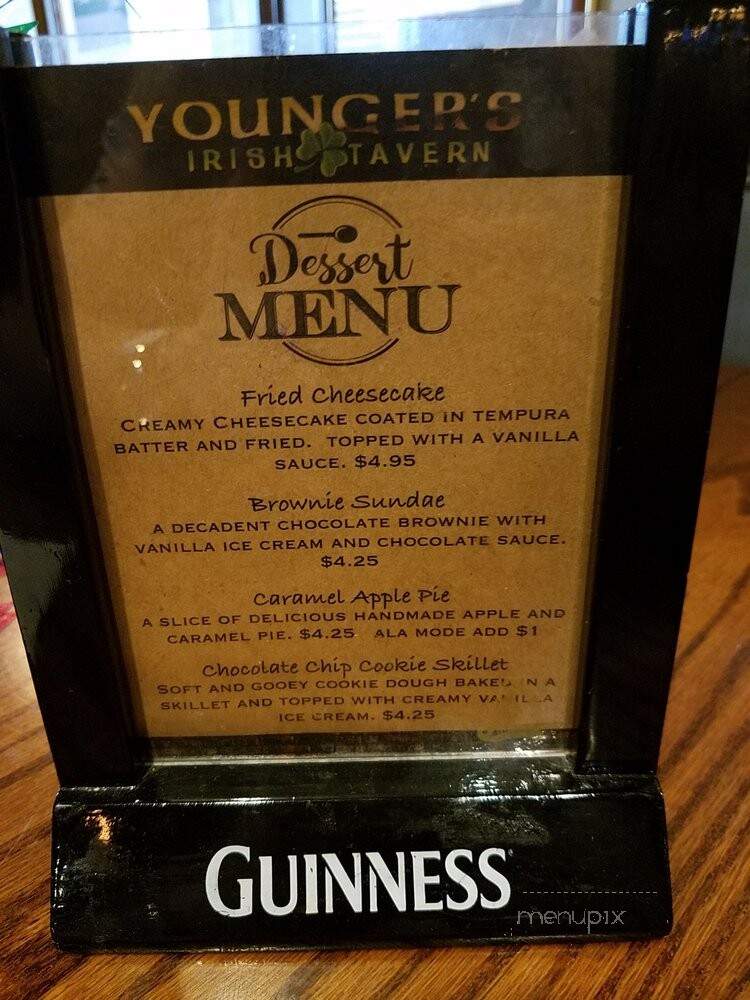 YOUNGER'S
IRISH TAVERN
Dessert
MENU
Fried Cheesecake
CREAMY CHEESECAKE COATED IN TEMPURA
BATTER AND FRIED. TOPPED WITH A VANILLA
SAUCE. $4.95
Brownie Sundae
A DECADENT CHOCOLATE BROWNIE WITH
VANILLA ICE CREAM AND CHOCOLATE SAUCE.
$4.25
Caramel Apple Pie
A SLICE OF DELICIOUS HANDMADE APPLE AND
CARAMEL PIE. $4.25 ALA MODE ADD $1
Chocolate Chip Cookie Skillet
SOFT AND GOOEY COOKIE DOUGH BAKED IN A
SKILLET AND TOPPED WITH CREAMY VANILLA
ICE CREAM. $4.25
GUINNESS
menupix